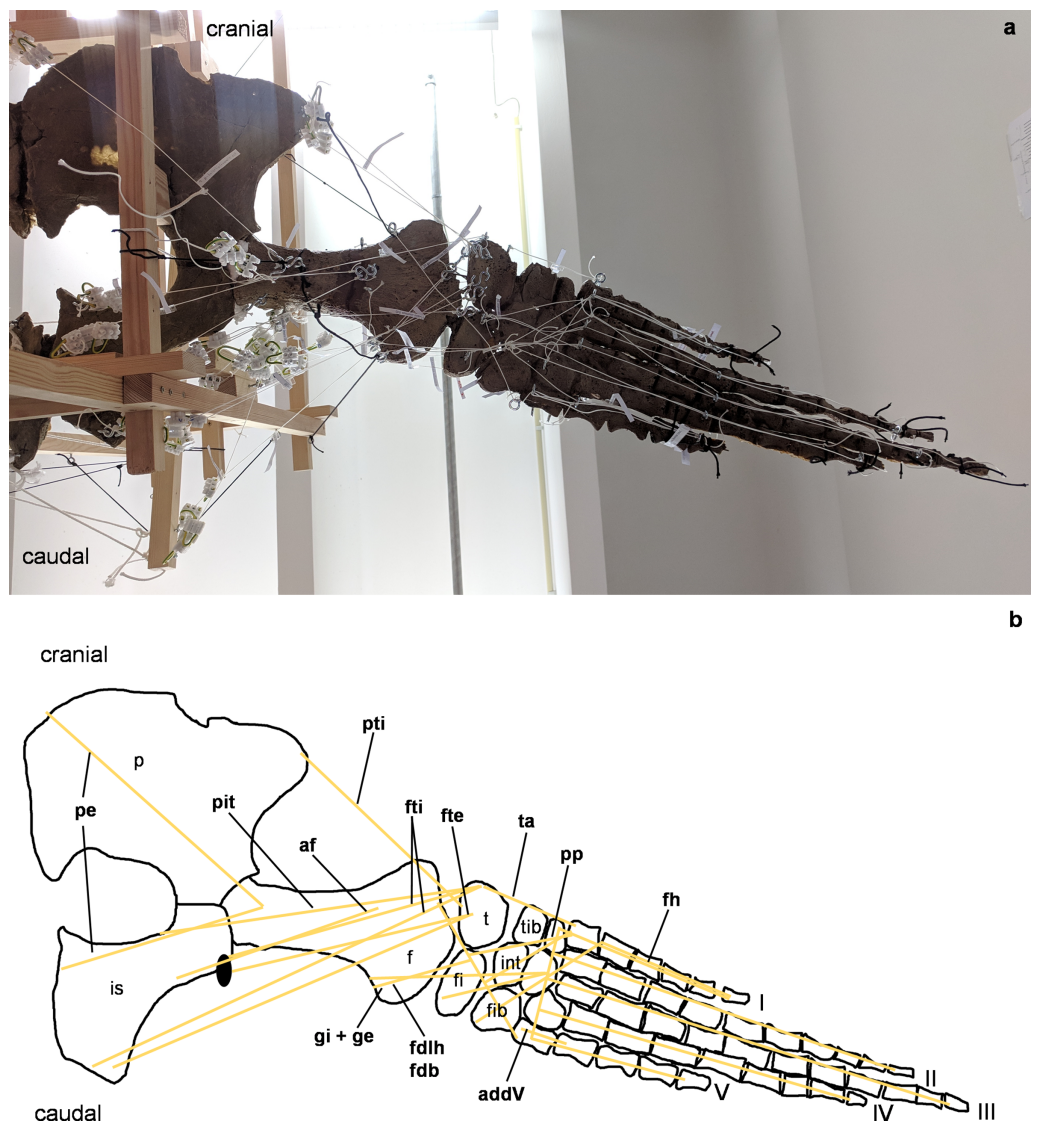 cranial
a
caudal
b
cranial
pti
p
pe
pit
fti
fte
af
ta
pp
fh
t
tib
f
int
fi
is
fib
I
gi + ge
fdlh
fdb
addV
II
V
III
IV
caudal